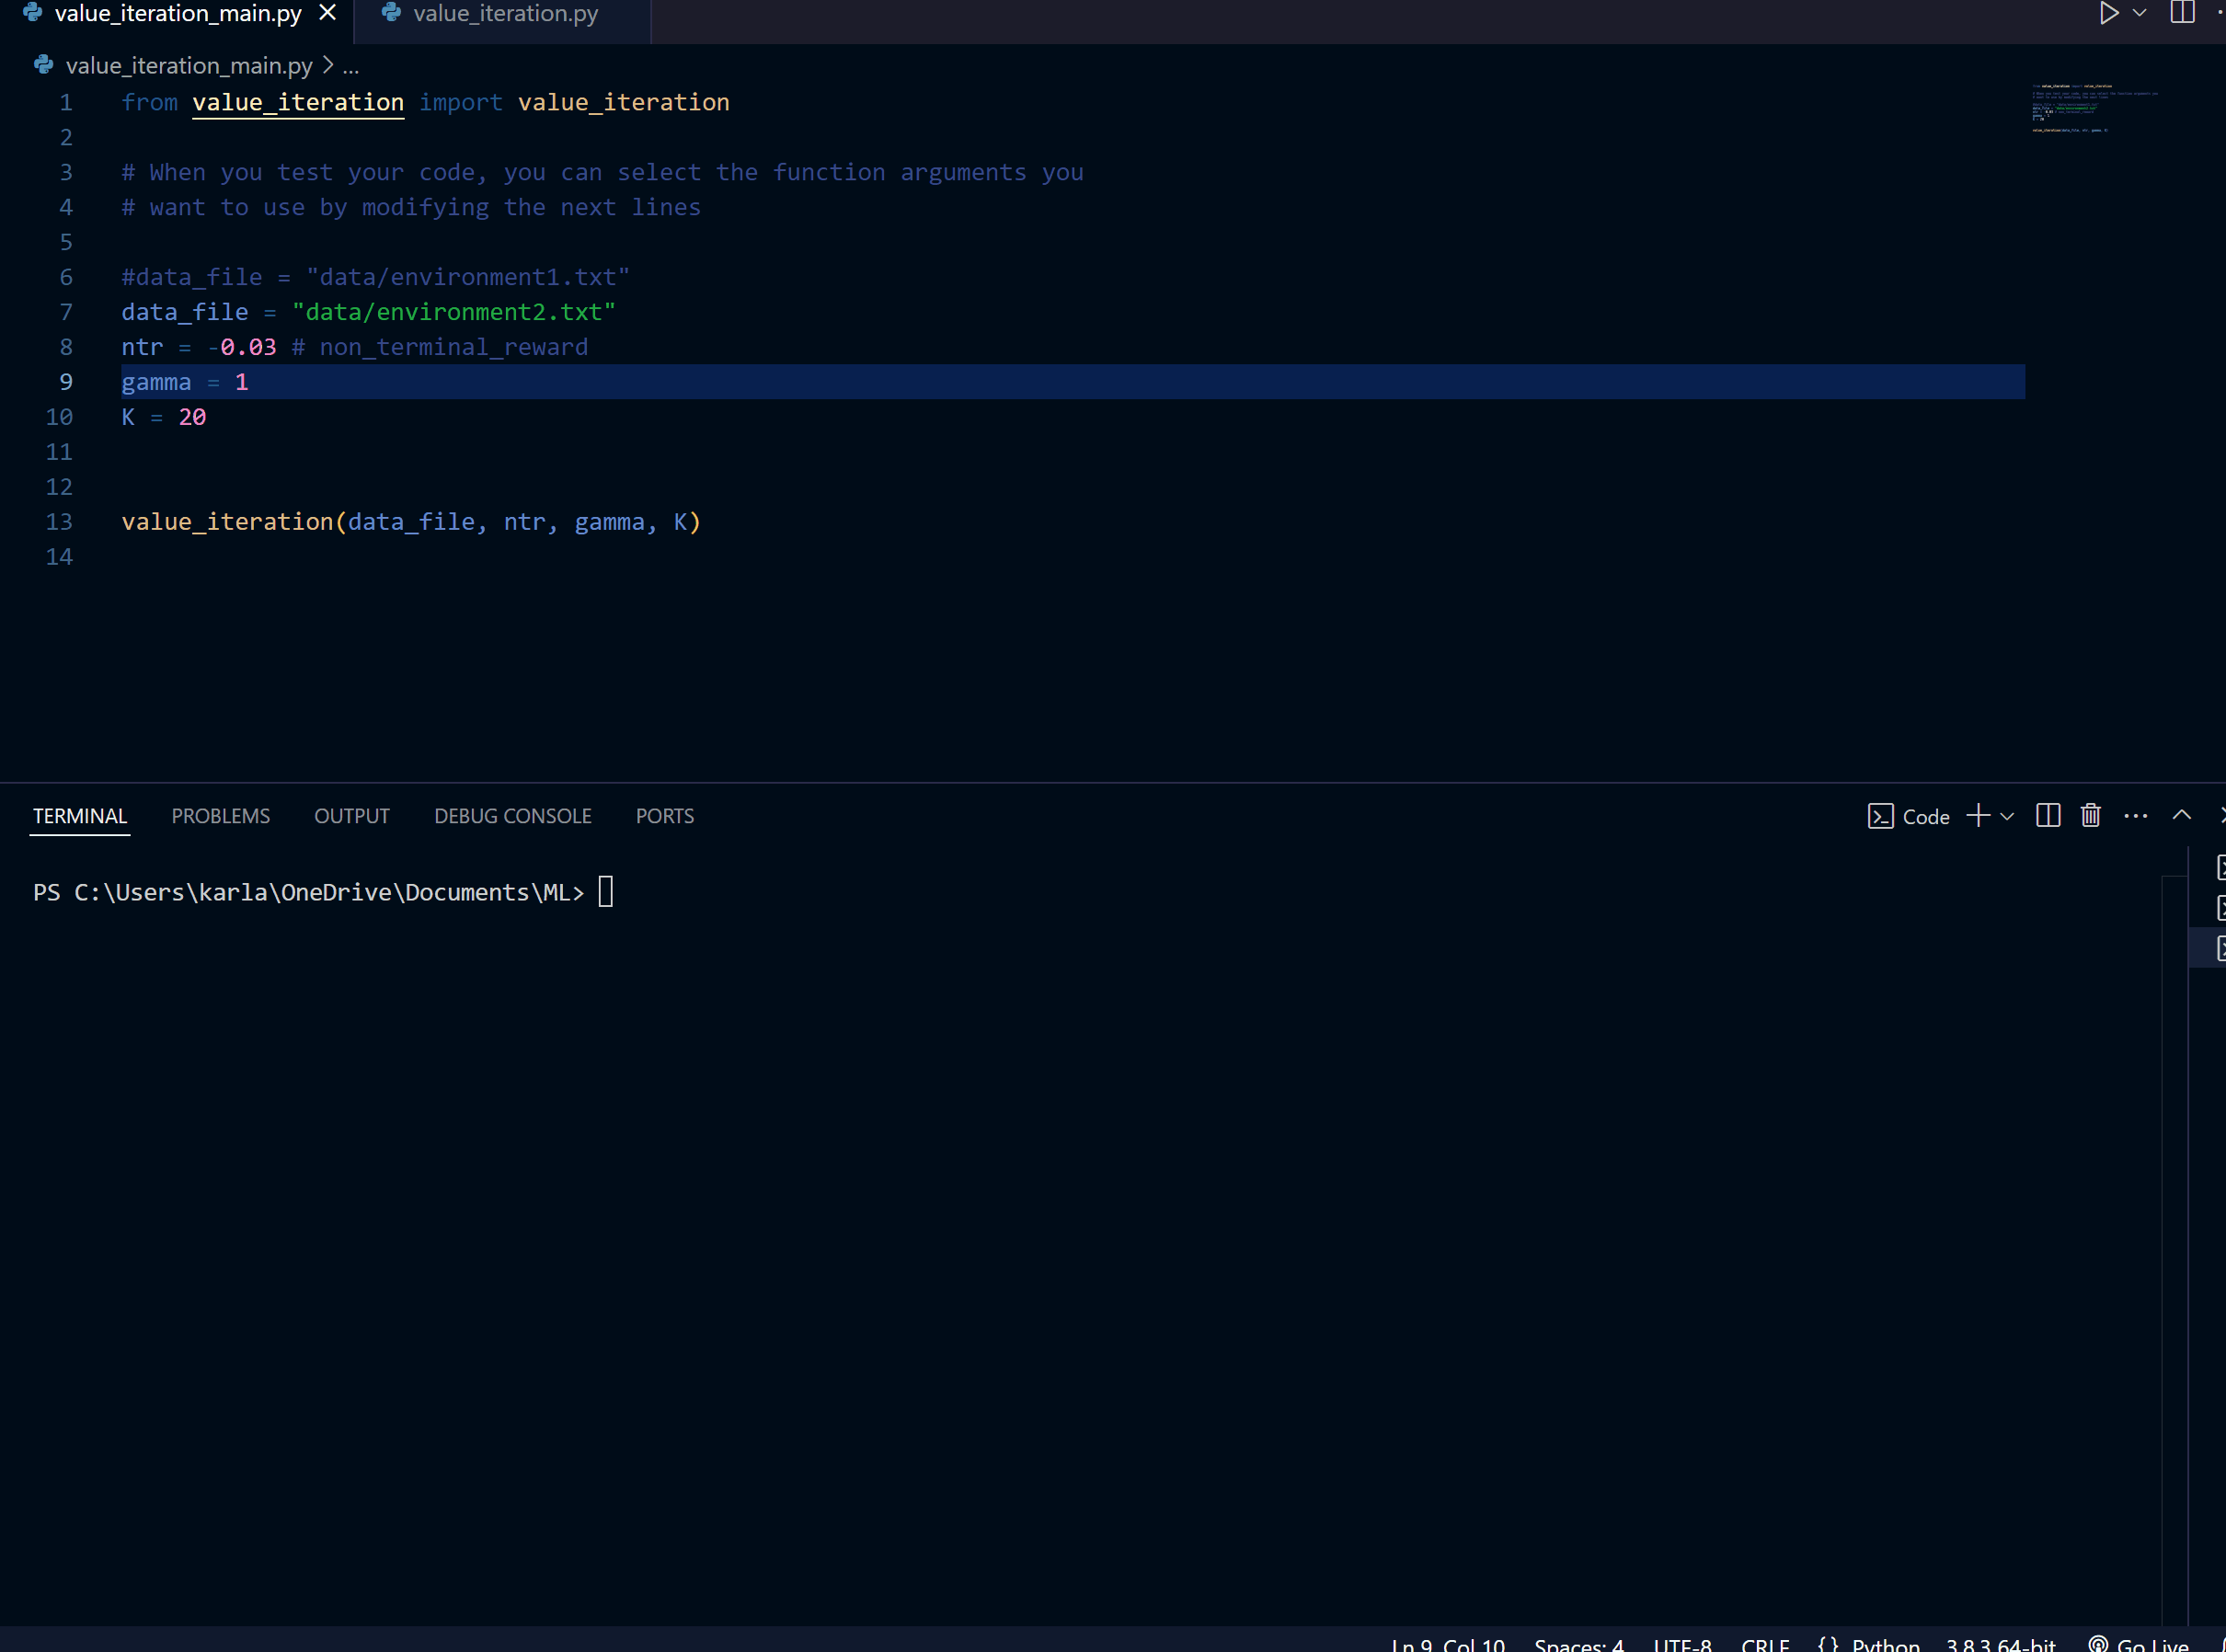 value_iteration_main.py
value_iteration.py
value_iteration_main.py > ...
1 from value_iteration import value_iteration
2
3 # When you test your code, you can select the function arguments you
4 # want to use by modifying the next lines
5
6 #data_file = "data/environment1.txt"
7 data_file = "data/environment2.txt"
8 ntr = -0.03 # non_terminal_reward
9 gamma = 1
10 K = 20
11
12
13 value_iteration(data_file, ntr, gamma, K)
14
TERMINAL PROBLEMS OUTPUT DEBUG CONSOLE PORTS Code
PS C:\Users\karla\OneDrive\Documents\ML>
Ln 9, Col 10 Spaces: 4 UTF-8 CRLF {} Python 3.8.3 64-bit Go Live